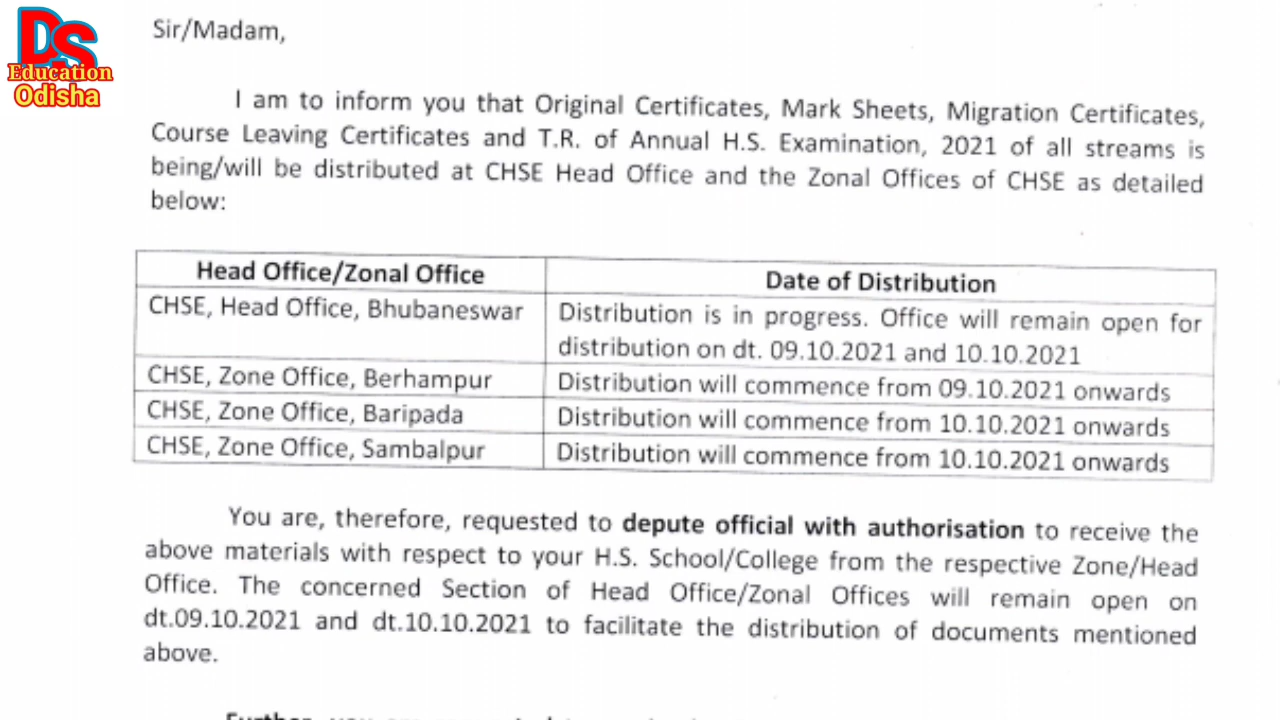 DS
Education
Odisha
Sir/Madam,
I am to inform you that Original Certificates, Mark Sheets, Migration Certificates,
Course Leaving Certificates and T.R. of Annual H.S. Examination, 2021 of all streams is
being/will be distributed at CHSE Head Office and the Zonal Offices of CHSE as detailed
below:
Head Office/Zonal Office Date of Distribution
CHSE, Head Office, Bhubaneswar Distribution is in progress. Office will remain open for
distribution on dt. 09.10.2021 and 10.10.2021
CHSE, Zone Office, Berhampur Distribution will commence from 09.10.2021 onwards
CHSE, Zone Office, Baripada Distribution will commence from 10.10.2021 onwards
CHSE, Zone Office, Sambalpur Distribution will commence from 10.10.2021 onwards
You are, therefore, requested to depute official with authorisation to receive the
above materials with respect to your H.S. School/College from the respective Zone/Head
Office. The concerned Section of Head Office/Zonal Offices will remain open on
dt.09.10.2021 and dt.10.10.2021 to facilitate the distribution of documents mentioned
above.
Further,